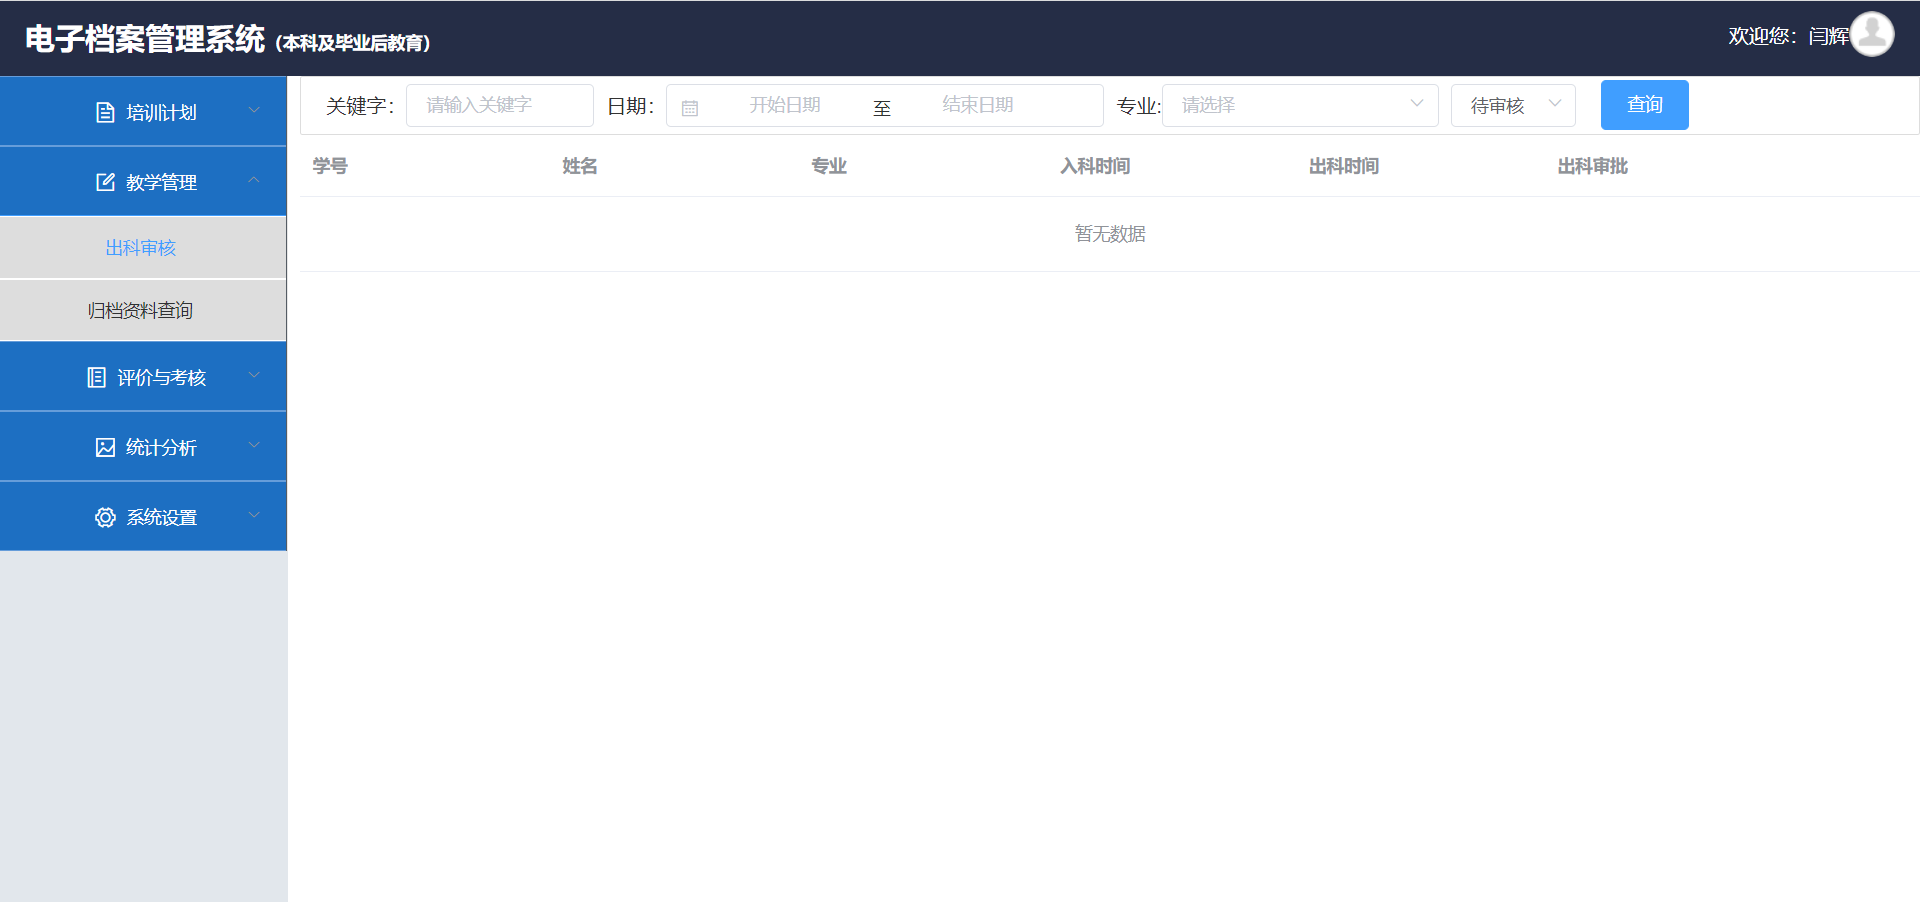 电子档案管理系统（本科及毕业后教育）
欢迎您：闫辉
培训计划
教学管理
出科审核
归档资料查询
评价与考核
统计分析
系统设置
关键字： 请输入关键字 日期： 开始日期 至 结束日期 专业: 请选择 待审核 查询
学号 姓名 专业 入科时间 出科时间 出科审批
暂无数据